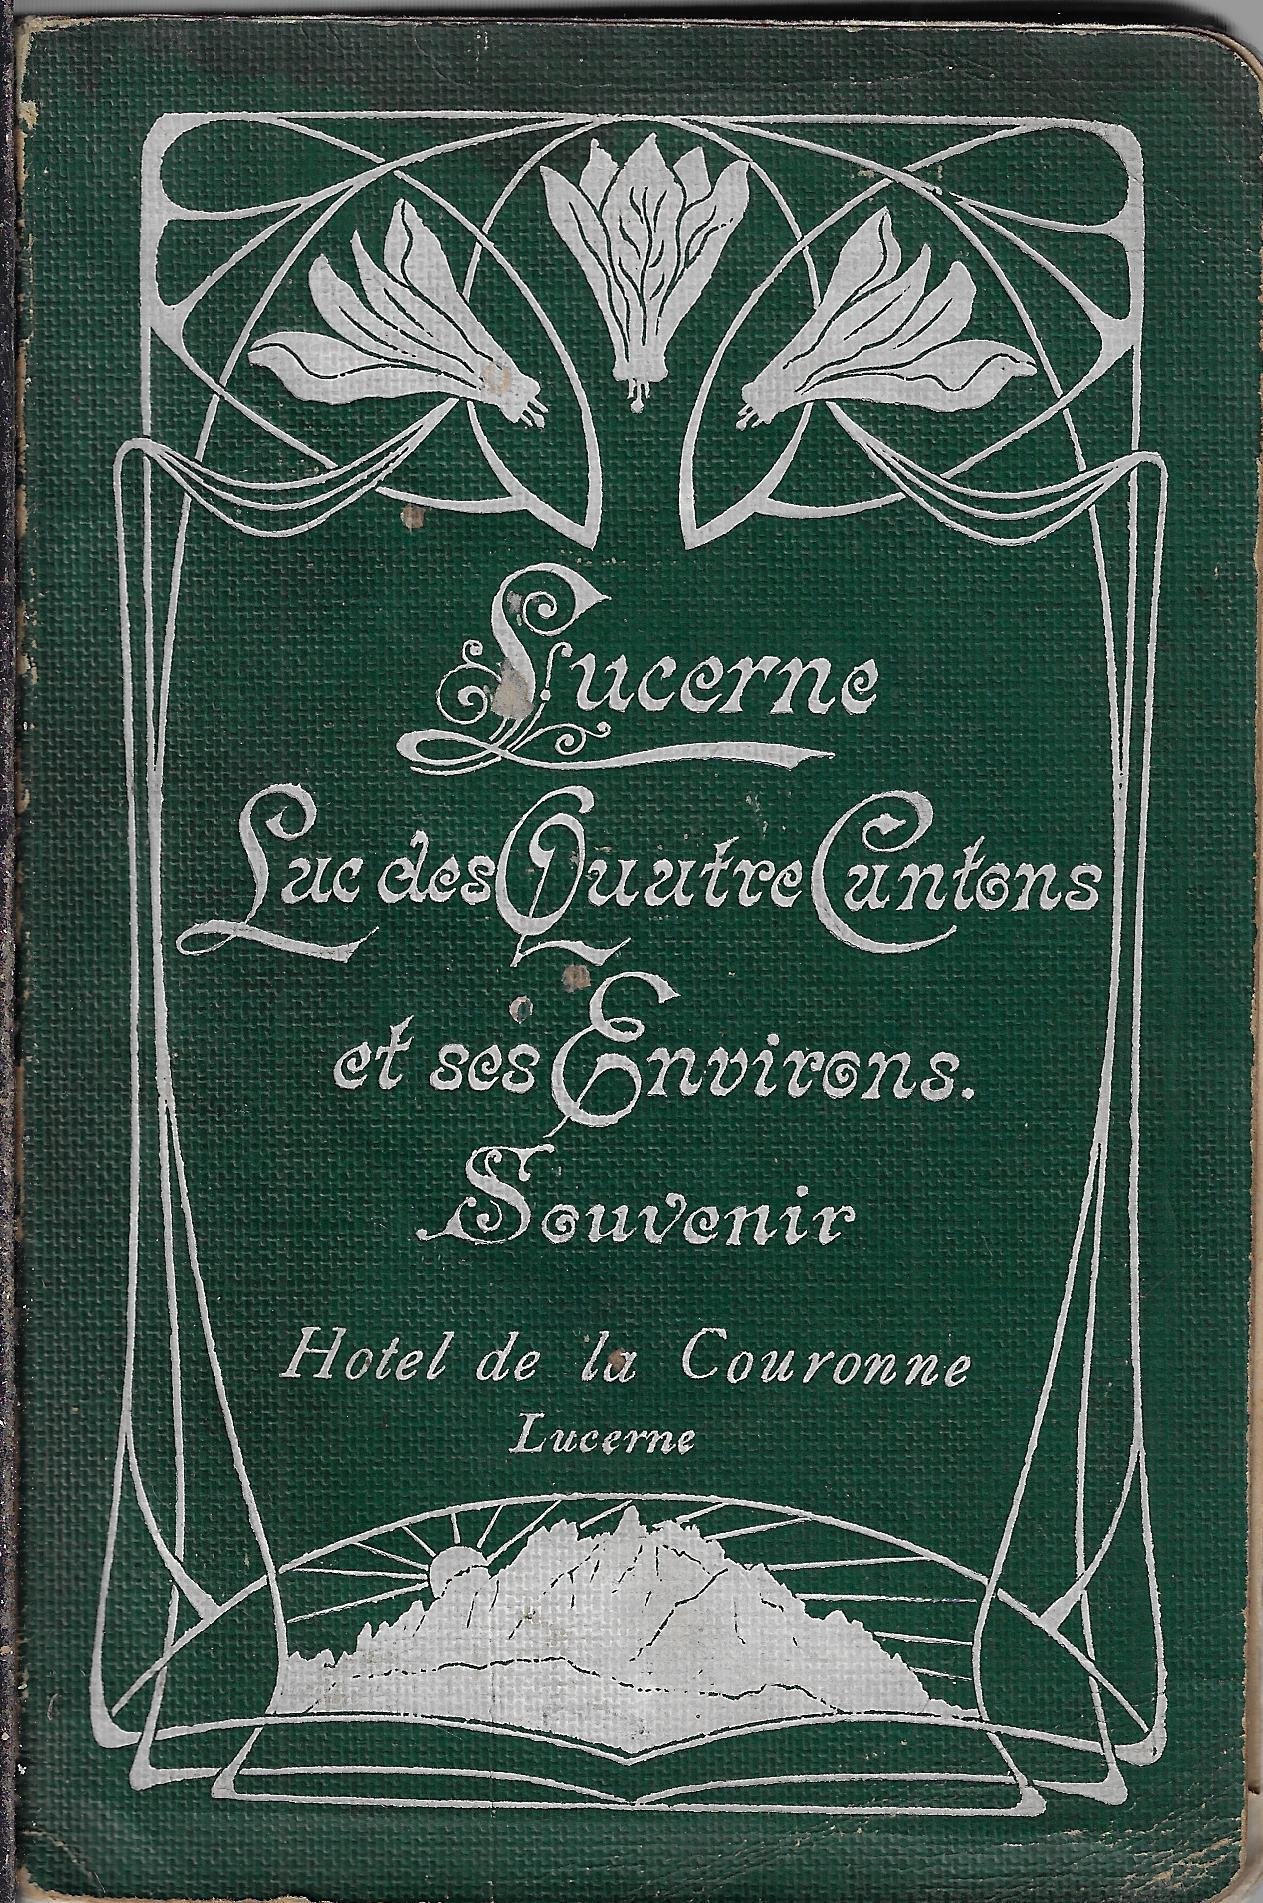 Lucerne
Lac des Quatre Cantons
et ses Environs.
Souvenir
Hotel de la Couronne
Lucerne